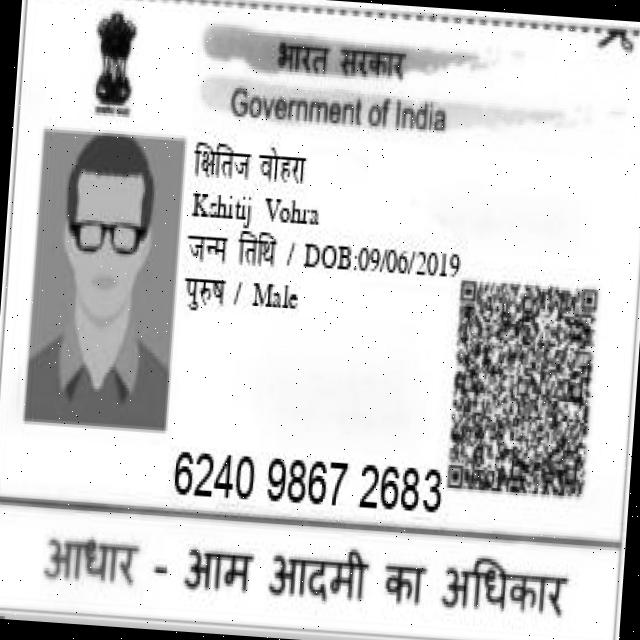 भारत सरकार
Government of India
क्षितिज वोहरा
Kshitij Vohra
जन्म तिथि / DOB:09/06/2019
पुरुष / Male
6240 9867 2683
आधार - आम आदमी का अधिकार